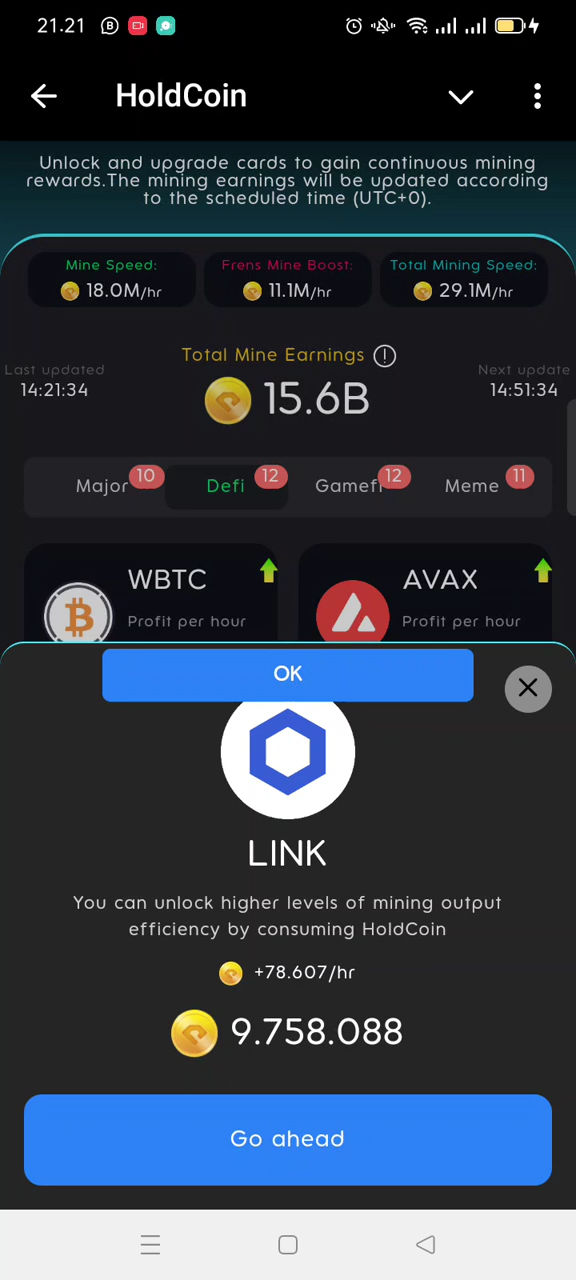 21.21
HoldCoin
Unlock and upgrade cards to gain continuous mining
rewards.The mining earnings will be updated according
to the scheduled time (UTC+0).
Mine Speed:
18.0M/hr
Frens Mine Boost:
11.1M/hr
Total Mining Speed:
29.1M/hr
Last updated
14:21:34
Total Mine Earnings
15.6B
Next update
14:51:34
Major 10
Defi 12
Gamefi 12
Meme 11
WBTC
Profit per hour
AVAX
Profit per hour
OK
LINK
You can unlock higher levels of mining output
efficiency by consuming HoldCoin
+78.607/hr
9.758.088
Go ahead